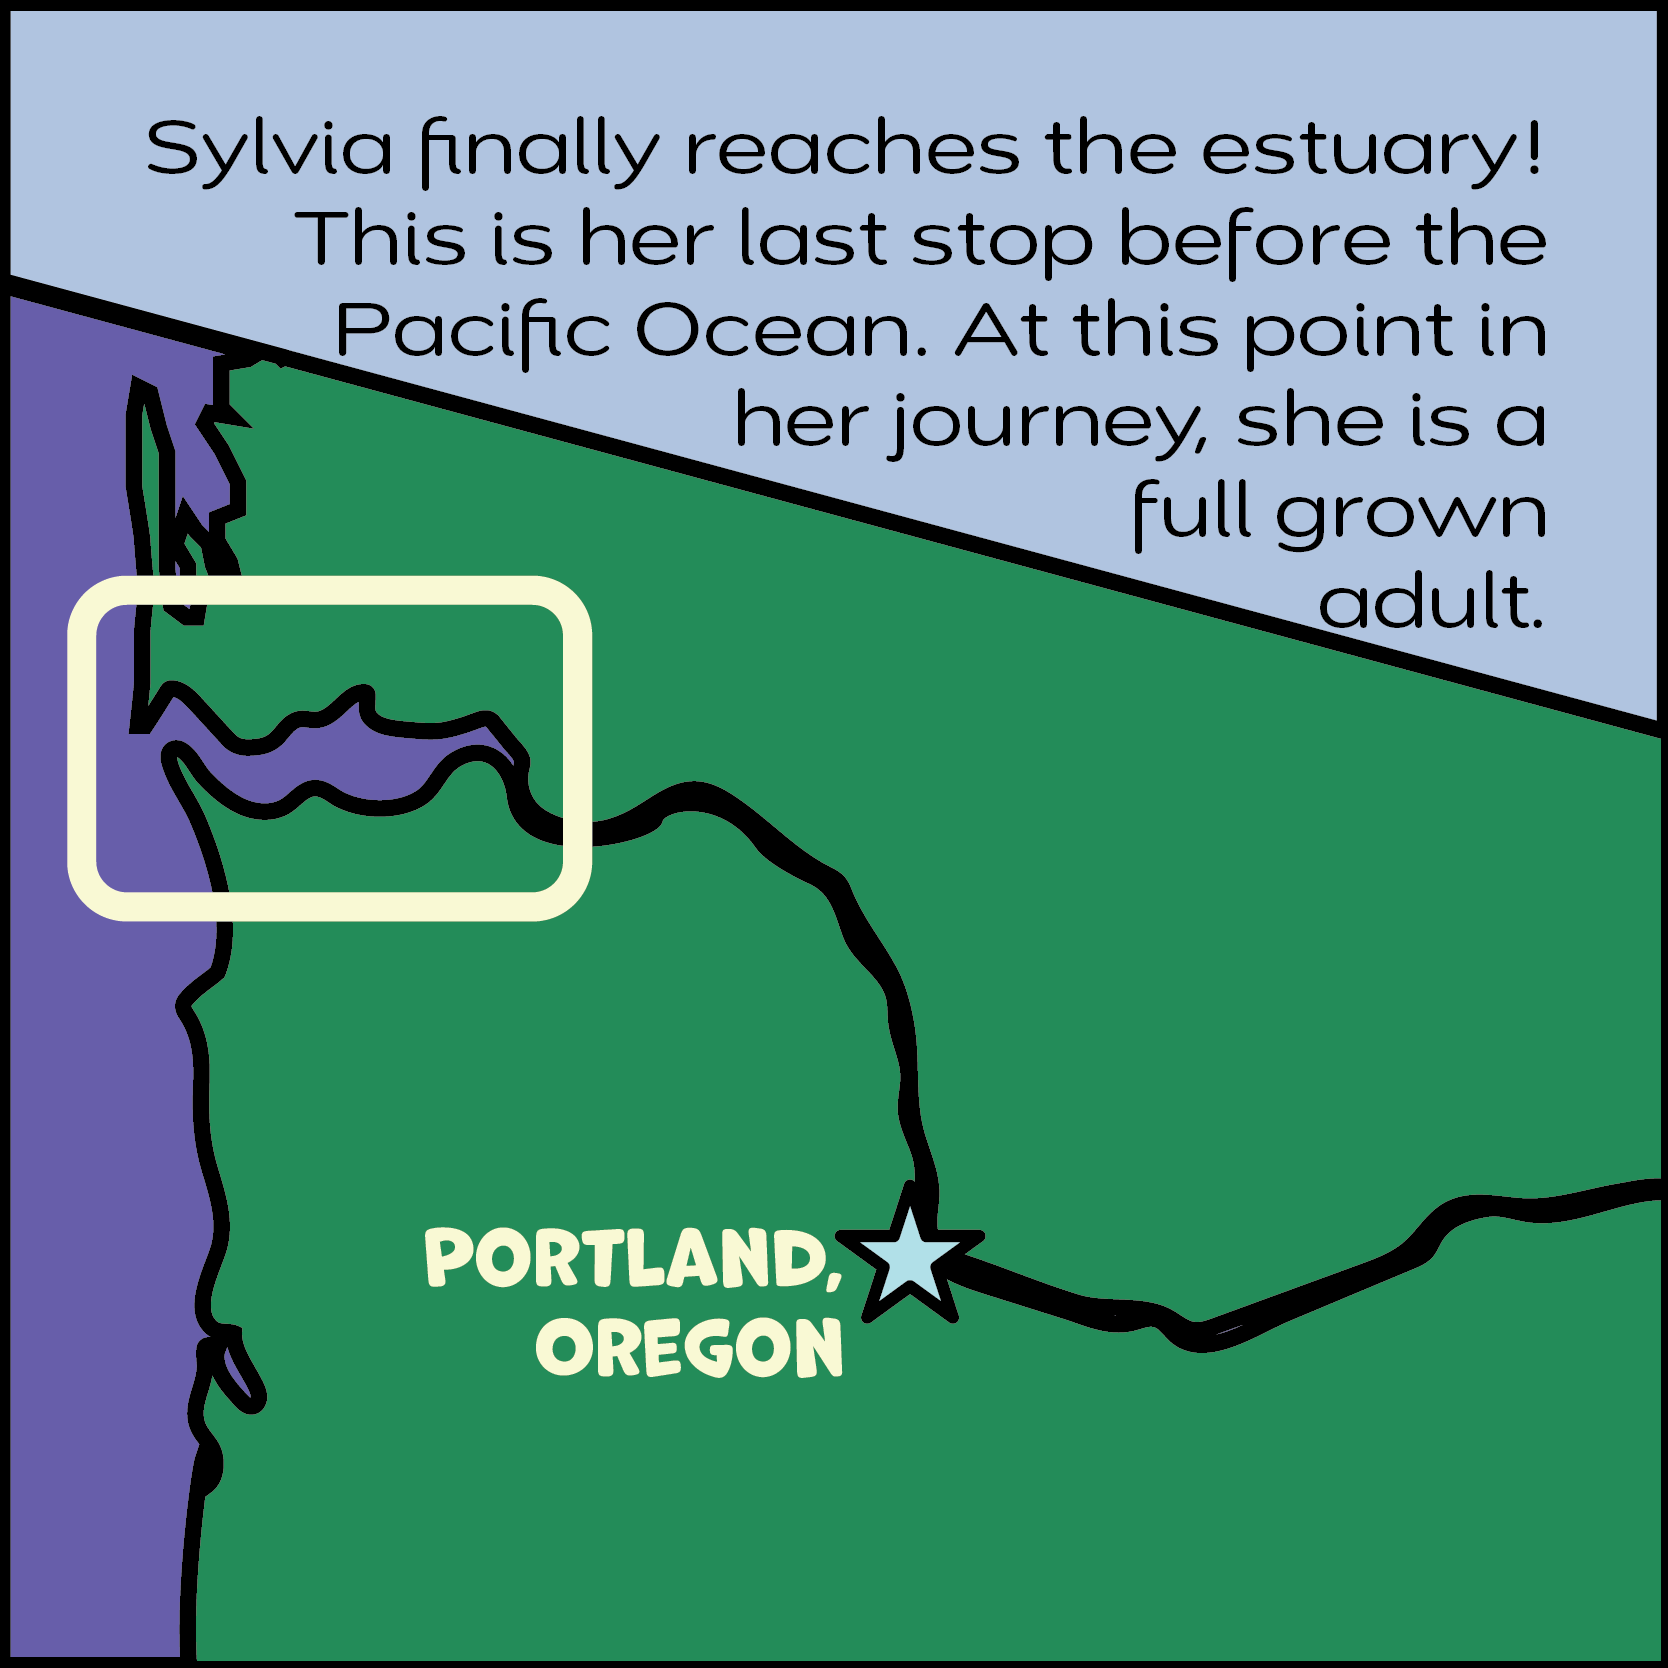 Sylvia finally reaches the estuary!
This is her last stop before the
Pacific Ocean. At this point in
her journey, she is a
full grown
adult.
PORTLAND,
OREGON